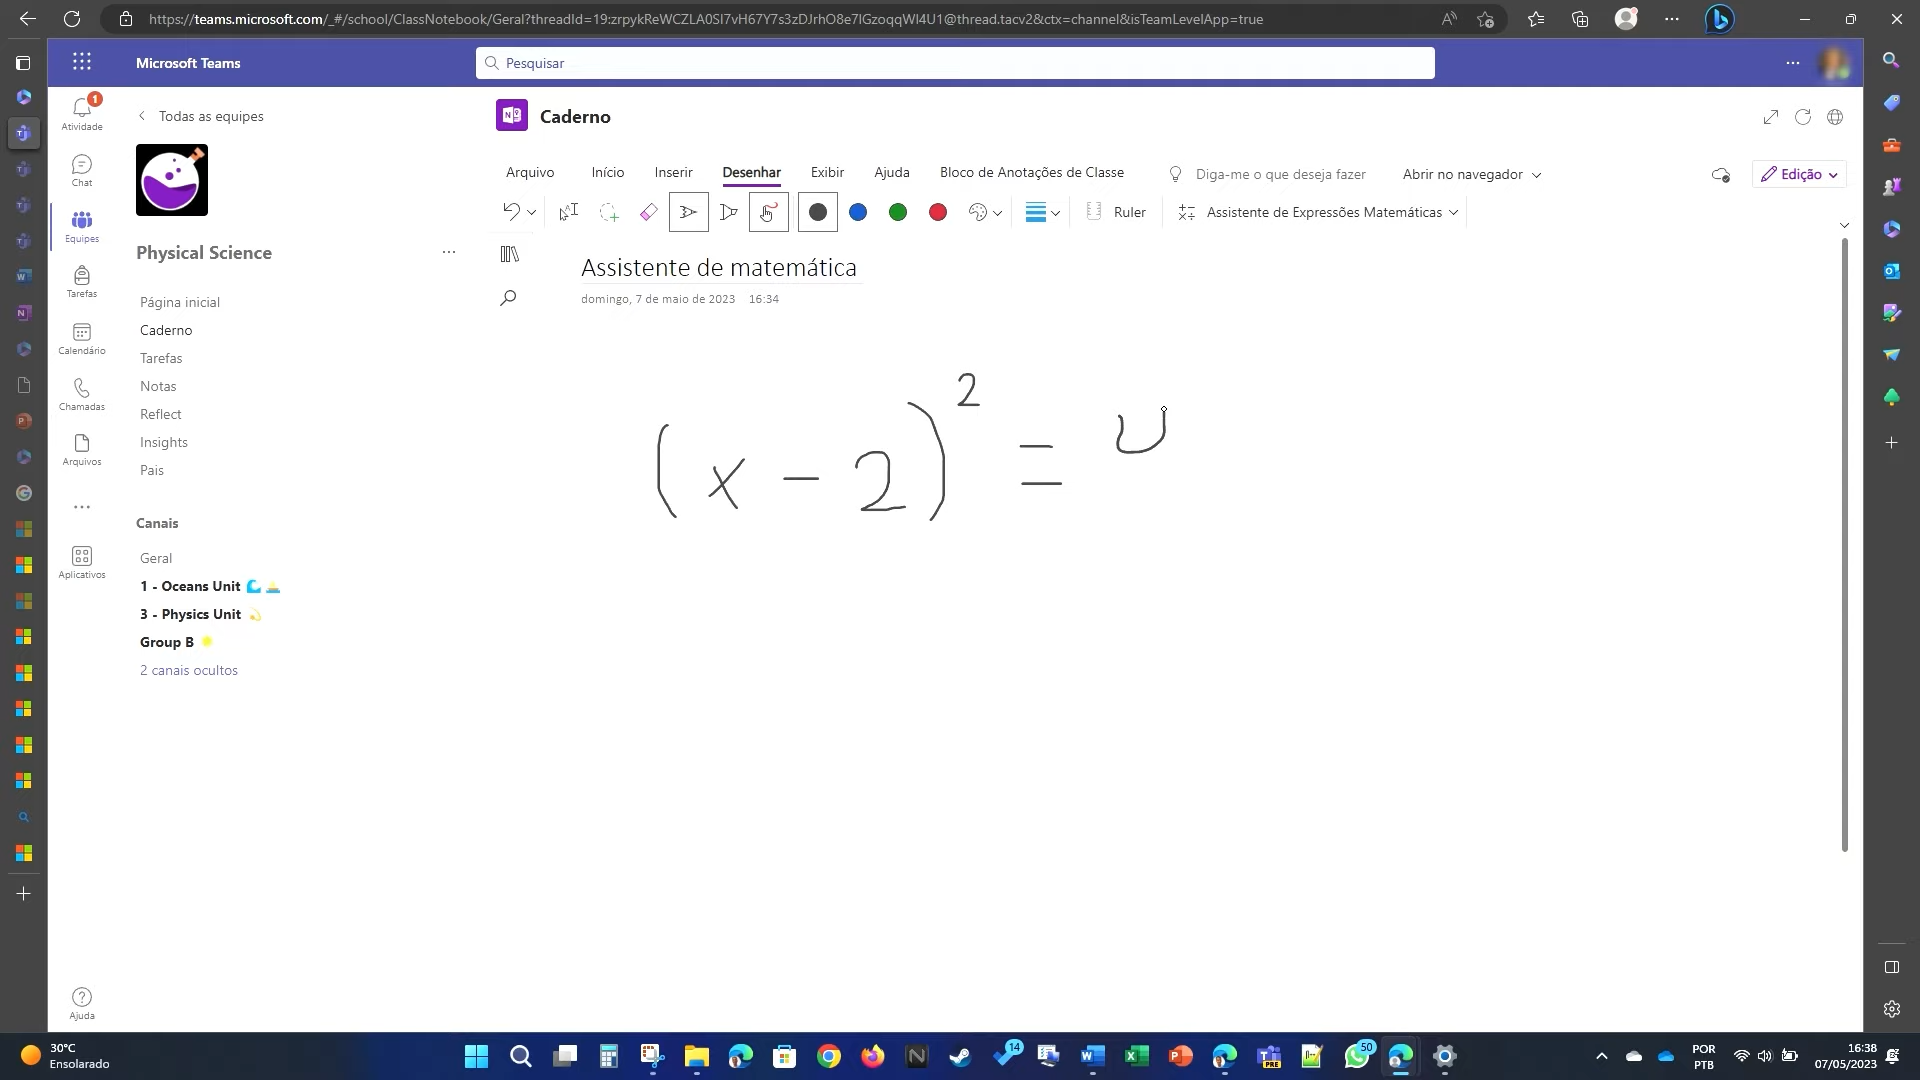 https://teams.microsoft.com/_#/school/ClassNotebook/Geral?threadId=19:zrpykReWCZLA0Sl7vH67Y7s3zDJrhO8e7lGzoqqWl4U1@thread.tacv2&ctx=channel&isTeamLevelApp=true
Microsoft Teams
Pesquisar
1
Atividade
Chat
Equipes
Tarefas
Calendário
Chamadas
Arquivos
Aplicativos
Ajuda
Todas as equipes
Physical Science
Página inicial
Caderno
Tarefas
Notas
Reflect
Insights
Pais
Canais
Geral
1 - Oceans Unit
3 - Physics Unit
Group B
2 canais ocultos
Caderno
Arquivo Início Inserir Desenhar Exibir Ajuda Bloco de Anotações de Classe Diga-me o que deseja fazer Abrir no navegador Edição
Ruler Assistente de Expressões Matemáticas
Assistente de matemática
domingo, 7 de maio de 2023 16:34
(x - 2)² =
30°C
Ensolarado
14
50
PRE
POR
PTB
16:38
07/05/2023